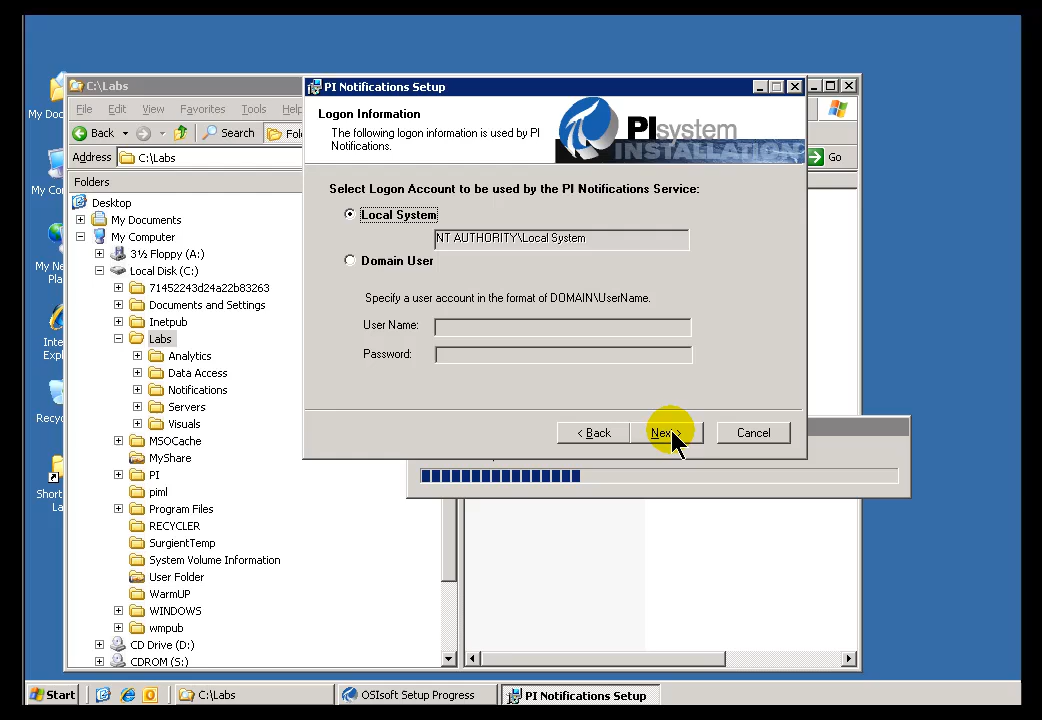 C:\Labs
File Edit View Favorites Tools Help
Back Search
Address C:\Labs
Go
Folders
Desktop
My Documents
My Computer
3½ Floppy (A:)
Local Disk (C:)
71452243d24a22b83263
Documents and Settings
Inetpub
Labs
Analytics
Data Access
Notifications
Servers
Visuals
MSOCache
MyShare
PI
piml
Program Files
RECYCLER
SurgientTemp
System Volume Information
User Folder
WarmUP
WINDOWS
wmpub
CD Drive (D:)
CDROM (S:)
PI Notifications Setup
Logon Information
The following logon information is used by PI
Notifications.
PIsystem
INSTALLATION
Select Logon Account to be used by the PI Notifications Service:
Local System
NT AUTHORITY\Local System
Domain User
Specify a user account in the format of DOMAIN\UserName.
User Name:
Password:
< Back Next > Cancel
Start C:\Labs OSIsoft Setup Progress PI Notifications Setup